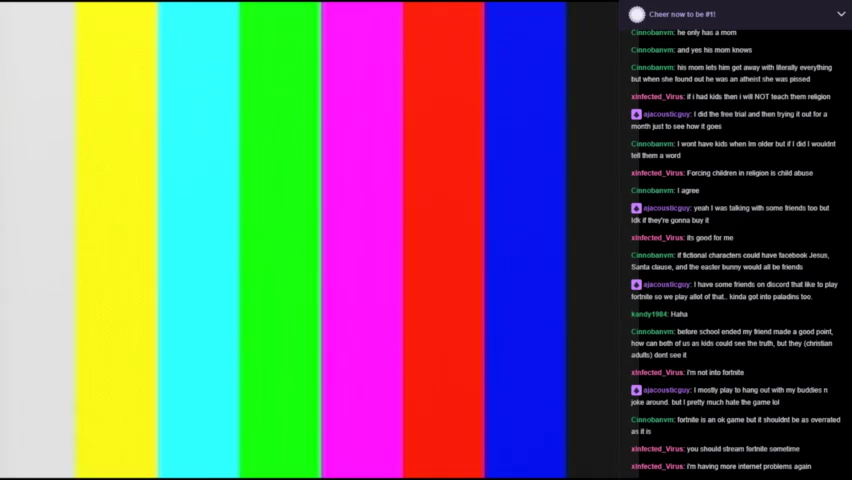 Cheer now to be #1!
Cinnobanvm: he only has a mom
Cinnobanvm: and yes his mom knows
Cinnobanvm: his mom lets him get away with literally everything
but when she found out he was an atheist she was pissed
xInfected_Virus: if i had kids then i will NOT teach them religion
ajacousticguy: I did the free trial and then trying it out for a
month just to see how it goes
Cinnobanvm: I wont have kids when Im older but if I did I wouldnt
tell them a word
xInfected_Virus: Forcing children in religion is child abuse
Cinnobanvm: I agree
ajacousticguy: yeah I was talking with some friends too but
Idk if they're gonna buy it
xInfected_Virus: its good for me
Cinnobanvm: if fictional characters could have facebook Jesus,
Santa clause, and the easter bunny would all be friends
ajacousticguy: I have some friends on discord that like to play
fortnite so we play allot of that.. kinda got into paladins too.
kandy1984: Haha
Cinnobanvm: before school ended my friend made a good point,
how can both of us as kids could see the truth, but they (christian
adults) dont see it
xInfected_Virus: i'm not into fortnite
ajacousticguy: I mostly play to hang out with my buddies n
joke around. but I pretty much hate the game lol
Cinnobanvm: fortnite is an ok game but it shouldnt be as overrated
as it is
xInfected_Virus: you should stream fortnite sometime
xInfected_Virus: i'm having more internet problems again